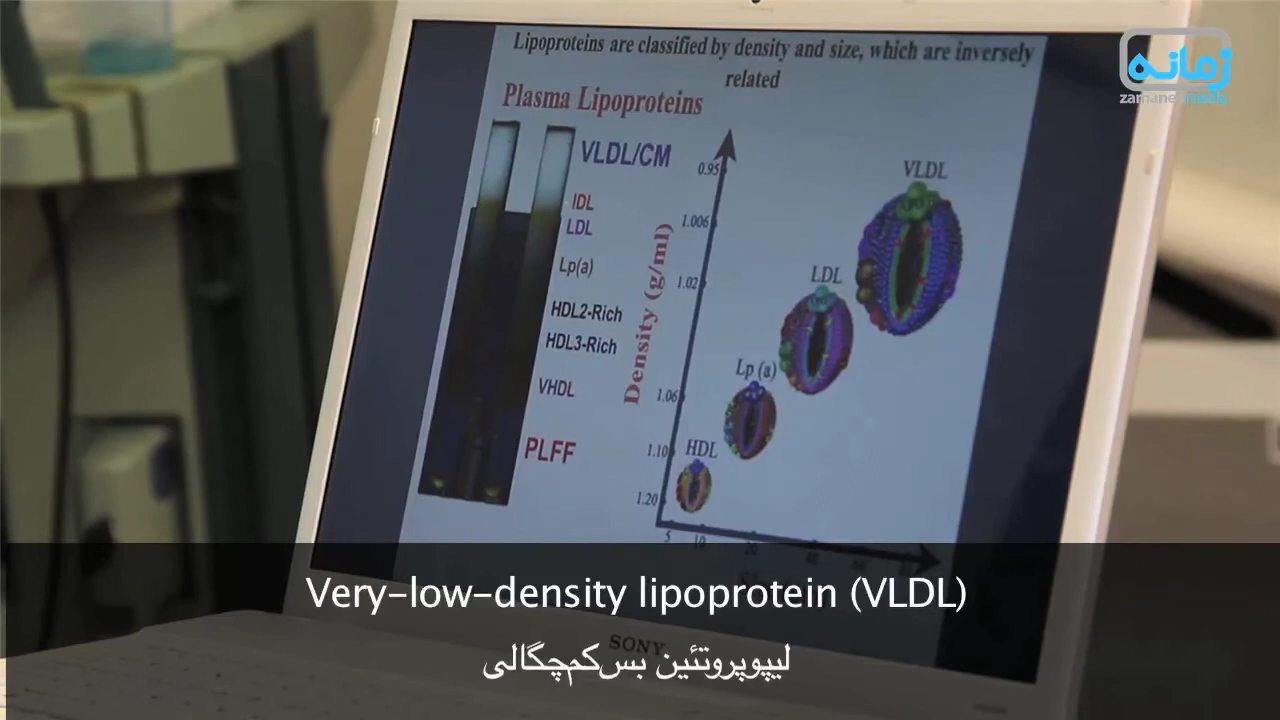 Lipoproteins are classified by density and size, which are inversely
related
زمانه
zamanemedia
Plasma Lipoproteins
VLDL/CM
IDL
LDL
Lp(a)
HDL2-Rich
HDL3-Rich
VHDL
PLFF
Density (g/ml)
0.95
1.006
1.02
1.06
1.10
1.20
VLDL
LDL
Lp (a)
HDL
5
10
20
40
60
Very-low-density lipoprotein (VLDL)
SONY
لیپوپروتئین بس‌کم‌چگالی